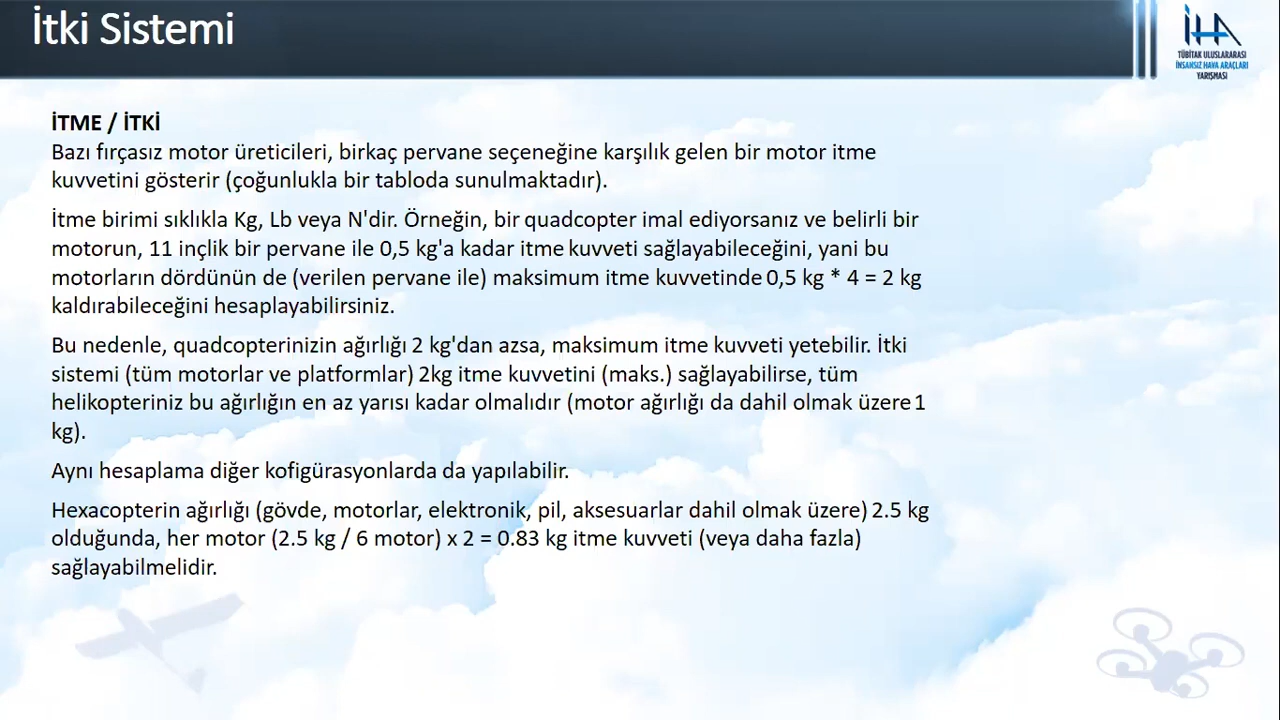 İtki Sistemi
İHA
TÜBİTAK ULUSLARARASI
İNSANSIZ HAVA ARAÇLARI
YARIŞMASI
İTME / İTKİ
Bazı fırçasız motor üreticileri, birkaç pervane seçeneğine karşılık gelen bir motor itme
kuvvetini gösterir (çoğunlukla bir tabloda sunulmaktadır).
İtme birimi sıklıkla Kg, Lb veya N'dir. Örneğin, bir quadcopter imal ediyorsanız ve belirli bir
motorun, 11 inçlik bir pervane ile 0,5 kg'a kadar itme kuvveti sağlayabileceğini, yani bu
motorların dördünün de (verilen pervane ile) maksimum itme kuvvetinde 0,5 kg * 4 = 2 kg
kaldırabileceğini hesaplayabilirsiniz.
Bu nedenle, quadcopterinizin ağırlığı 2 kg'dan azsa, maksimum itme kuvveti yetebilir. İtki
sistemi (tüm motorlar ve platformlar) 2kg itme kuvvetini (maks.) sağlayabilirse, tüm
helikopteriniz bu ağırlığın en az yarısı kadar olmalıdır (motor ağırlığı da dahil olmak üzere 1
kg).
Aynı hesaplama diğer kofigürasyonlarda da yapılabilir.
Hexacopterin ağırlığı (gövde, motorlar, elektronik, pil, aksesuarlar dahil olmak üzere) 2.5 kg
olduğunda, her motor (2.5 kg / 6 motor) x 2 = 0.83 kg itme kuvveti (veya daha fazla)
sağlayabilmelidir.